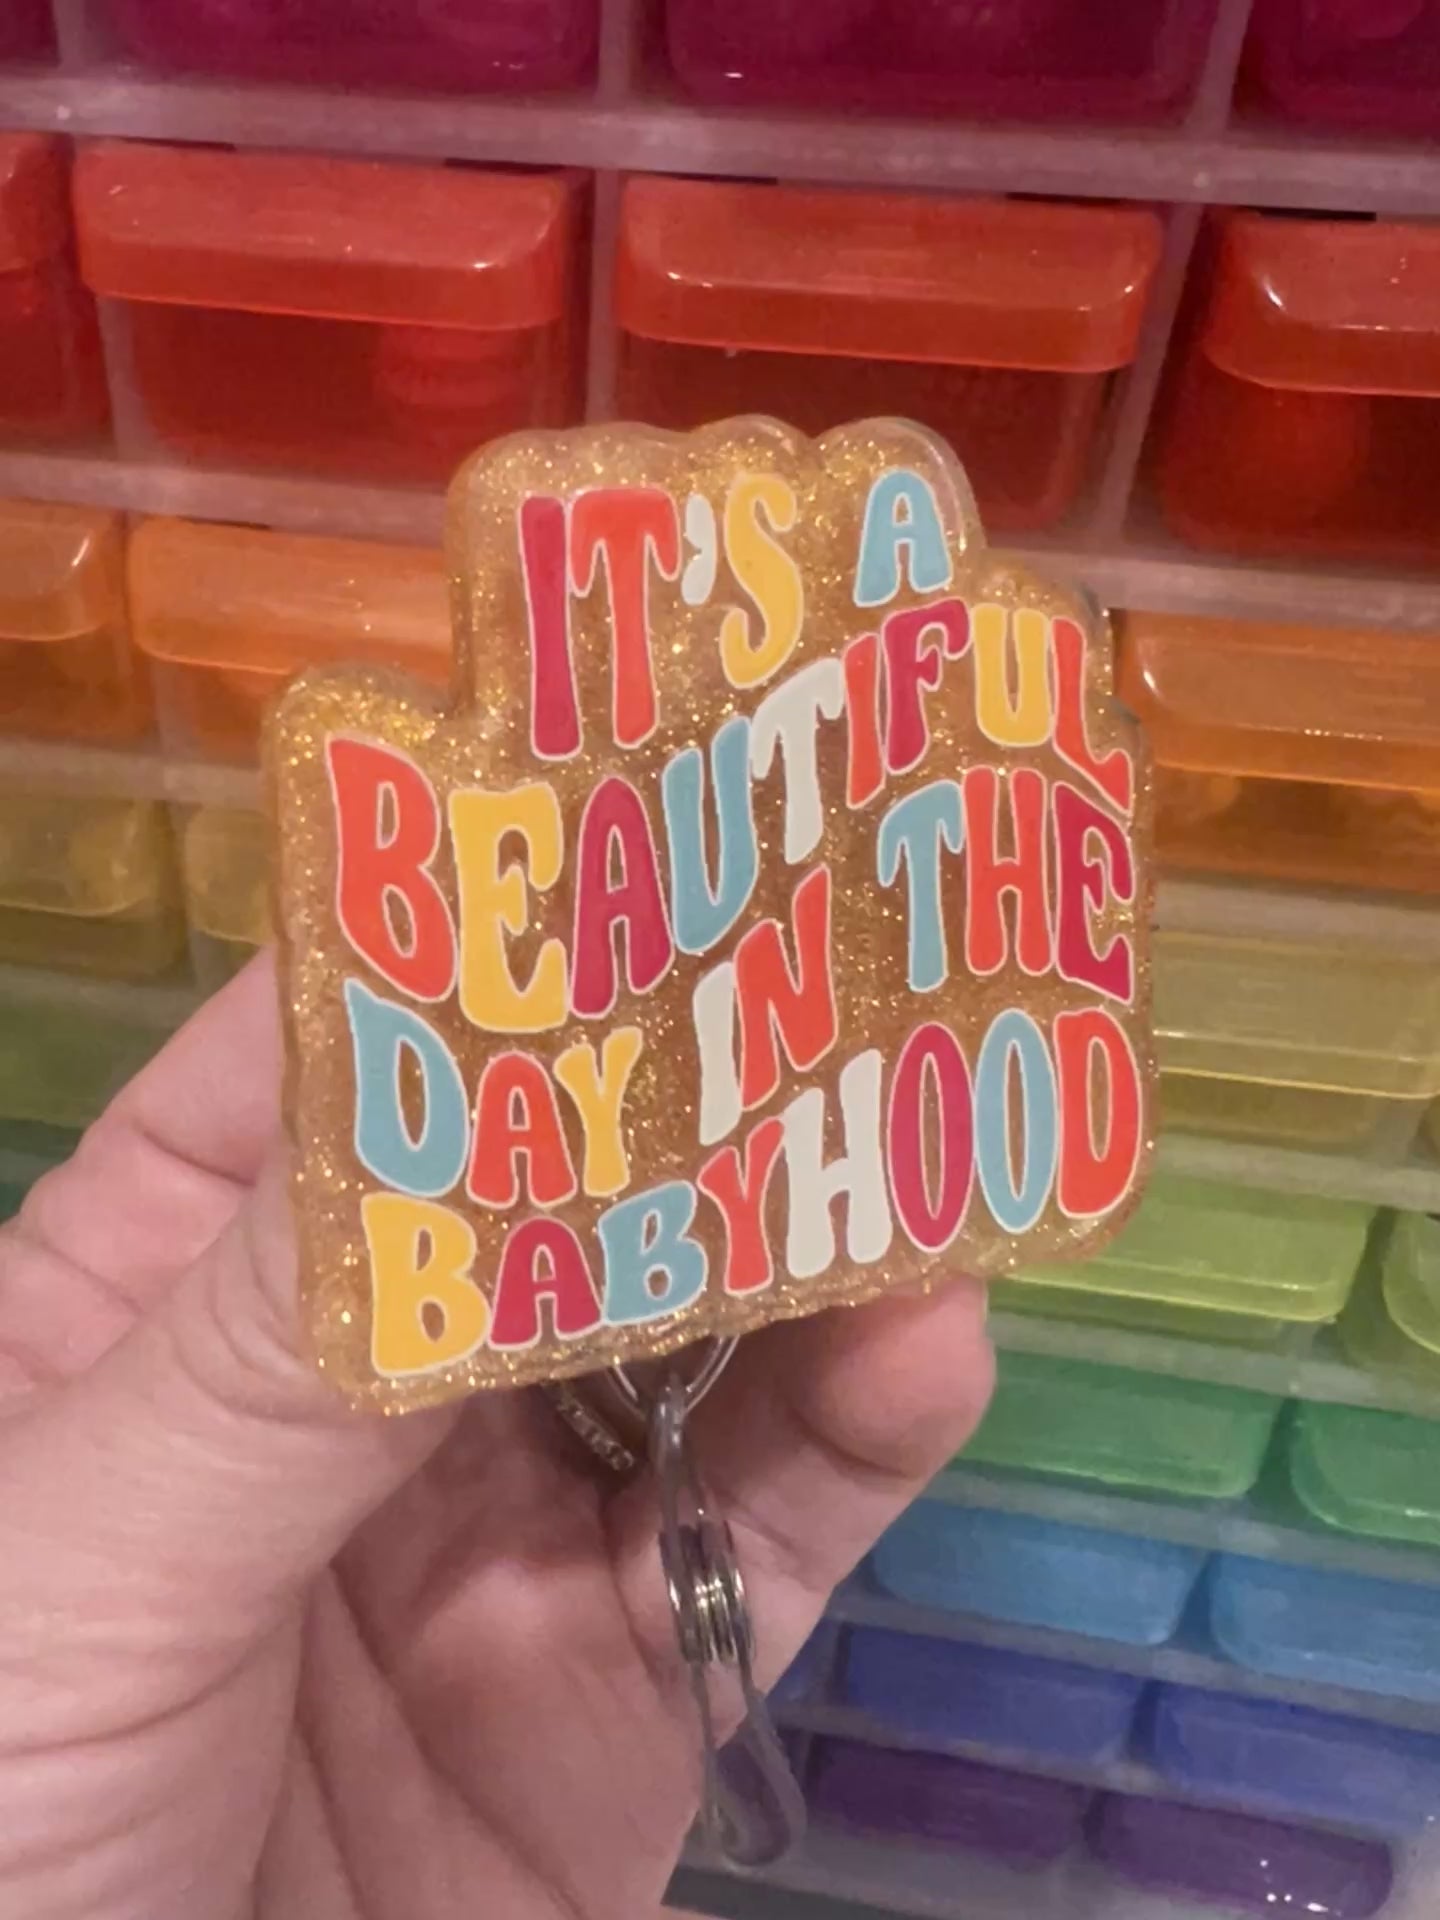 IT'S A
BEAUTIFUL
DAY IN THE
BABYHOOD